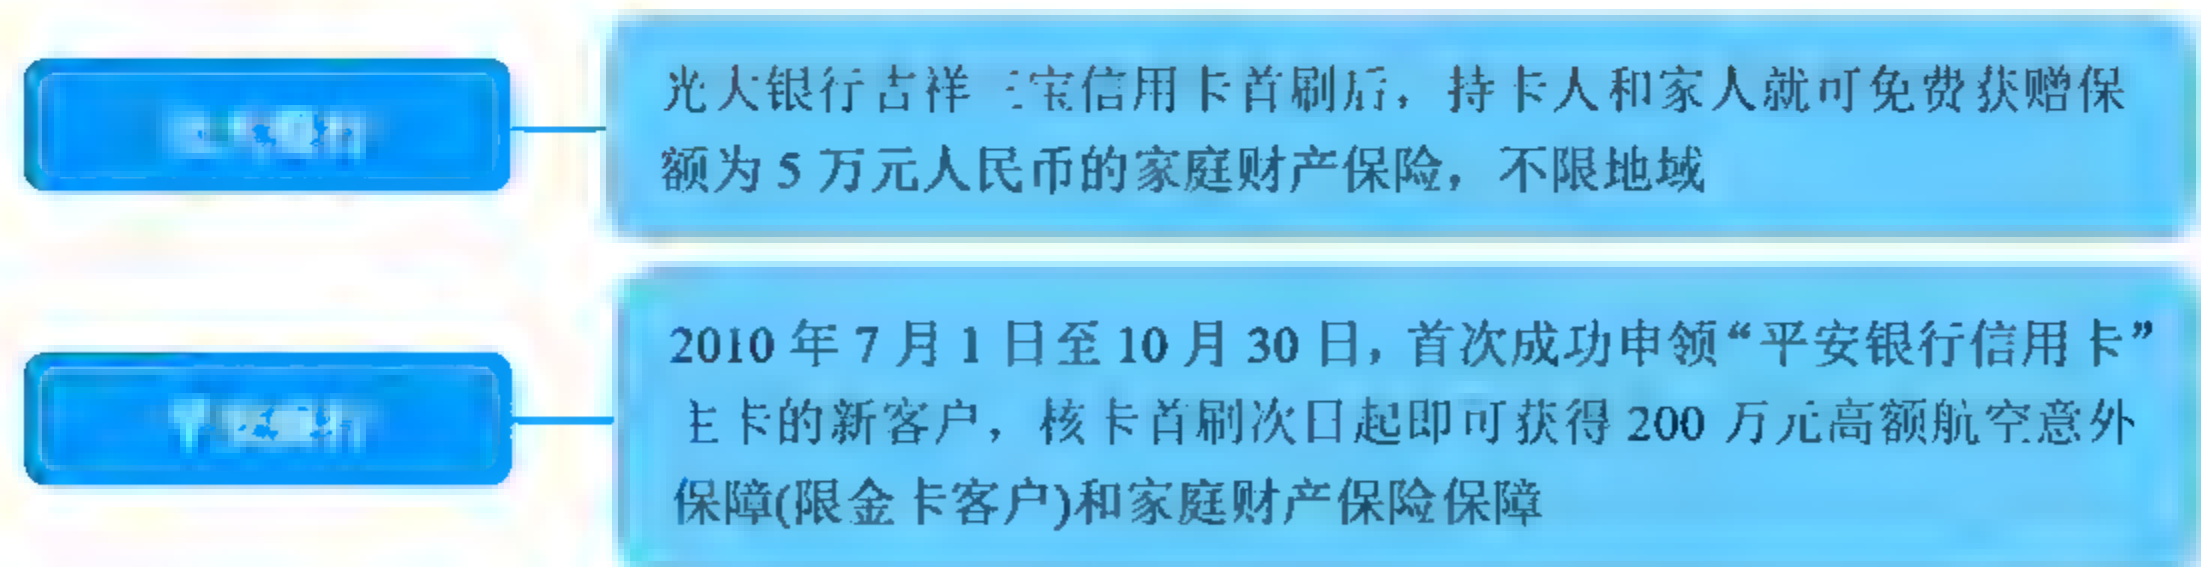 光大银行吉祥三宝信用卡首刷后，持卡人和家人就可免费获赠保
额为 5 万元人民币的家庭财产保险，不限地域
2010 年 7 月 1 日至 10 月 30 日，首次成功申领“平安银行信用卡”
主卡的新客户，核卡首刷次日起即可获得 200 万元高额航空意外
保障(限金卡客户)和家庭财产保险保障